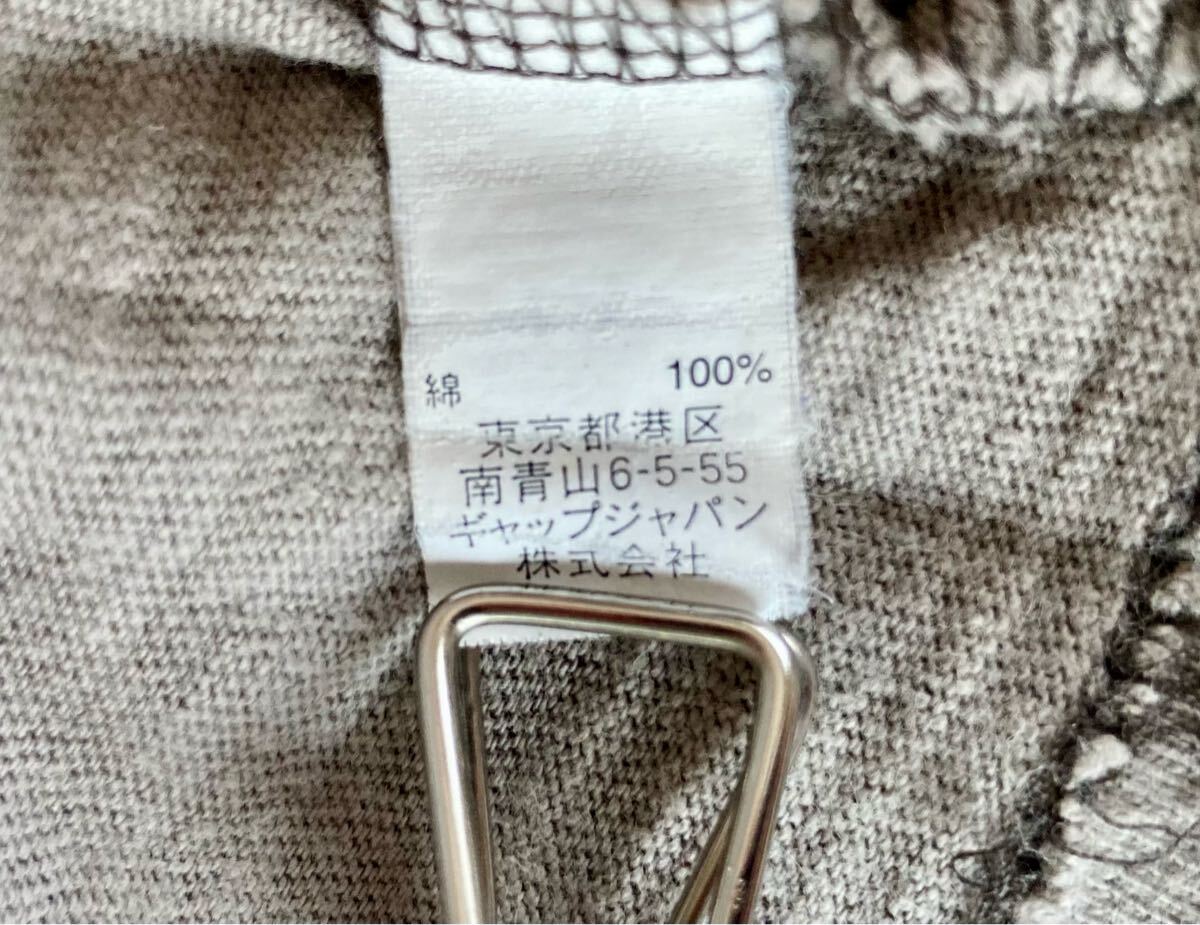 綿 100%
東京都港区
南青山6-5-55
ギャップジャパン
株式会社